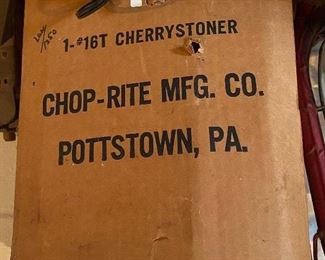 1-#16T CHERRYSTONER
CHOP-RITE MFG. CO.
POTTSTOWN, PA.